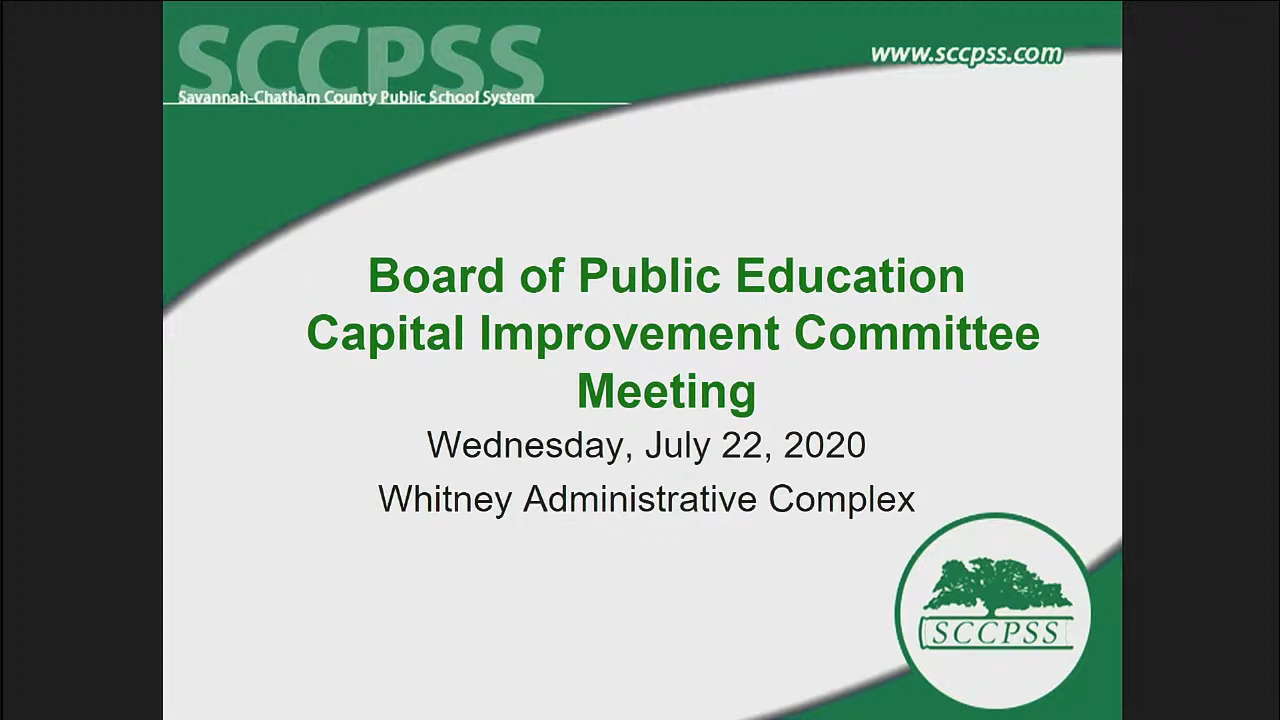 SCCPSS
www.sccpss.com
Savannah-Chatham County Public School System
Board of Public Education
Capital Improvement Committee
Meeting
Wednesday, July 22, 2020
Whitney Administrative Complex
SCCPSS